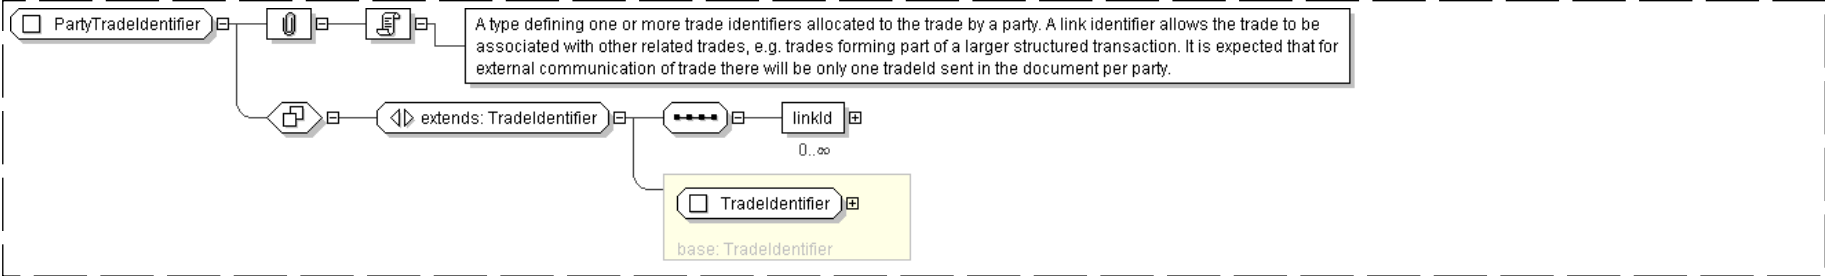 PartyTradeIdentifier
A type defining one or more trade identifiers allocated to the trade by a party. A link identifier allows the trade to be
associated with other related trades, e.g. trades forming part of a larger structured transaction. It is expected that for
external communication of trade there will be only one tradeId sent in the document per party.
extends: TradeIdentifier
linkId
0..∞
TradeIdentifier
base: TradeIdentifier